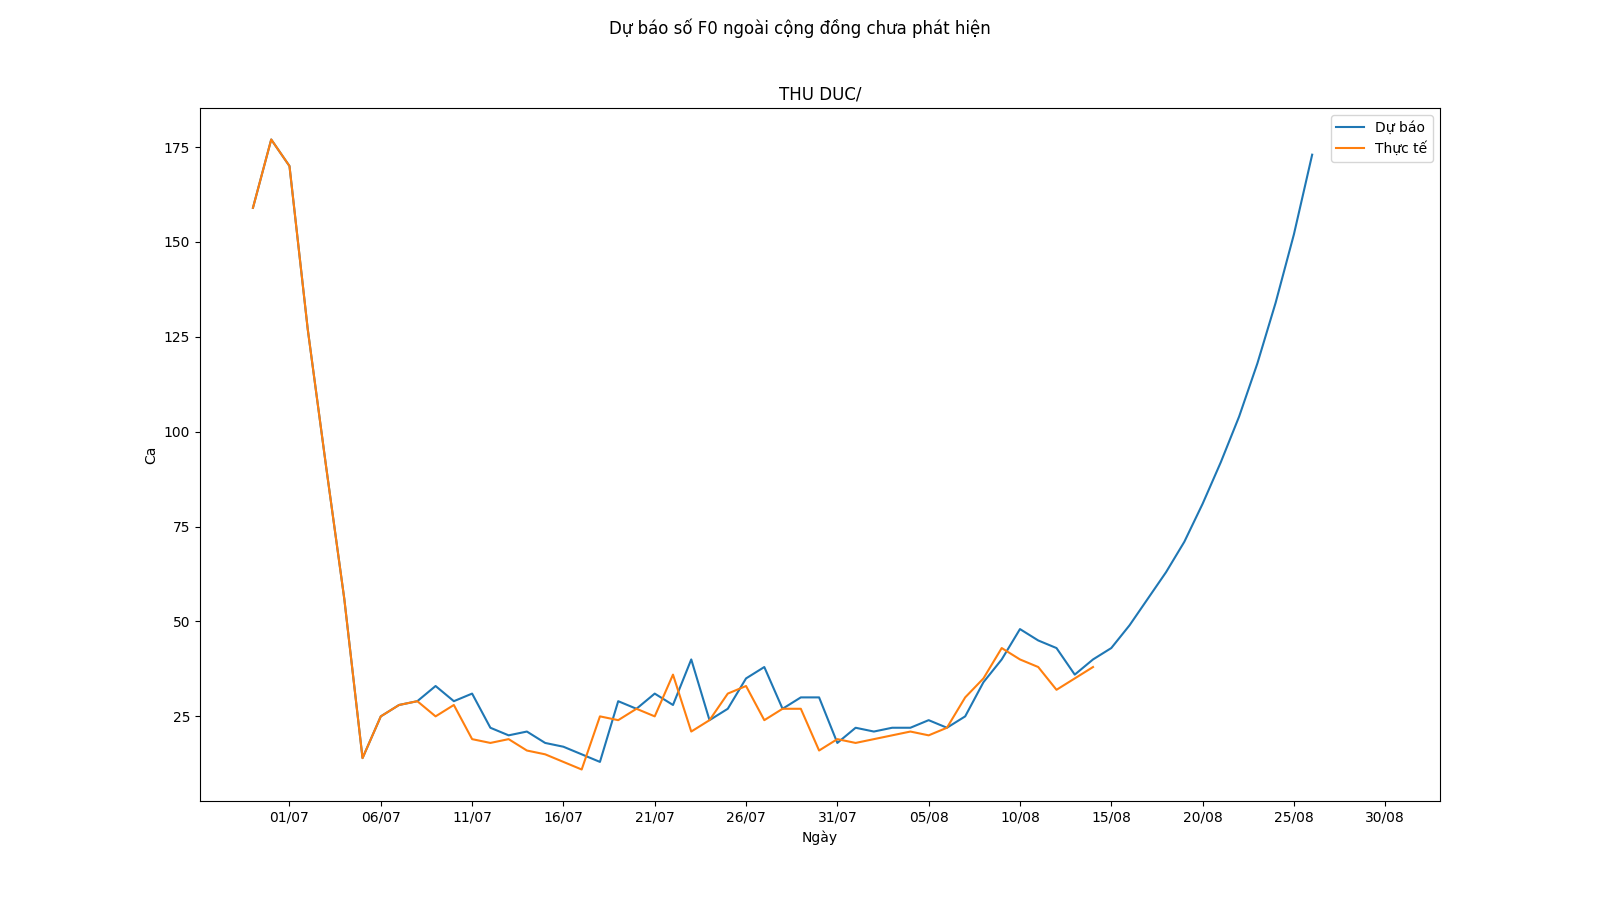 Dự báo số F0 ngoài cộng đồng chưa phát hiện
THU DUC/
Dự báo
Thực tế
175
150
125
100
75
50
25
Ca
01/07 06/07 11/07 16/07 21/07 26/07 31/07 05/08 10/08 15/08 20/08 25/08 30/08
Ngày